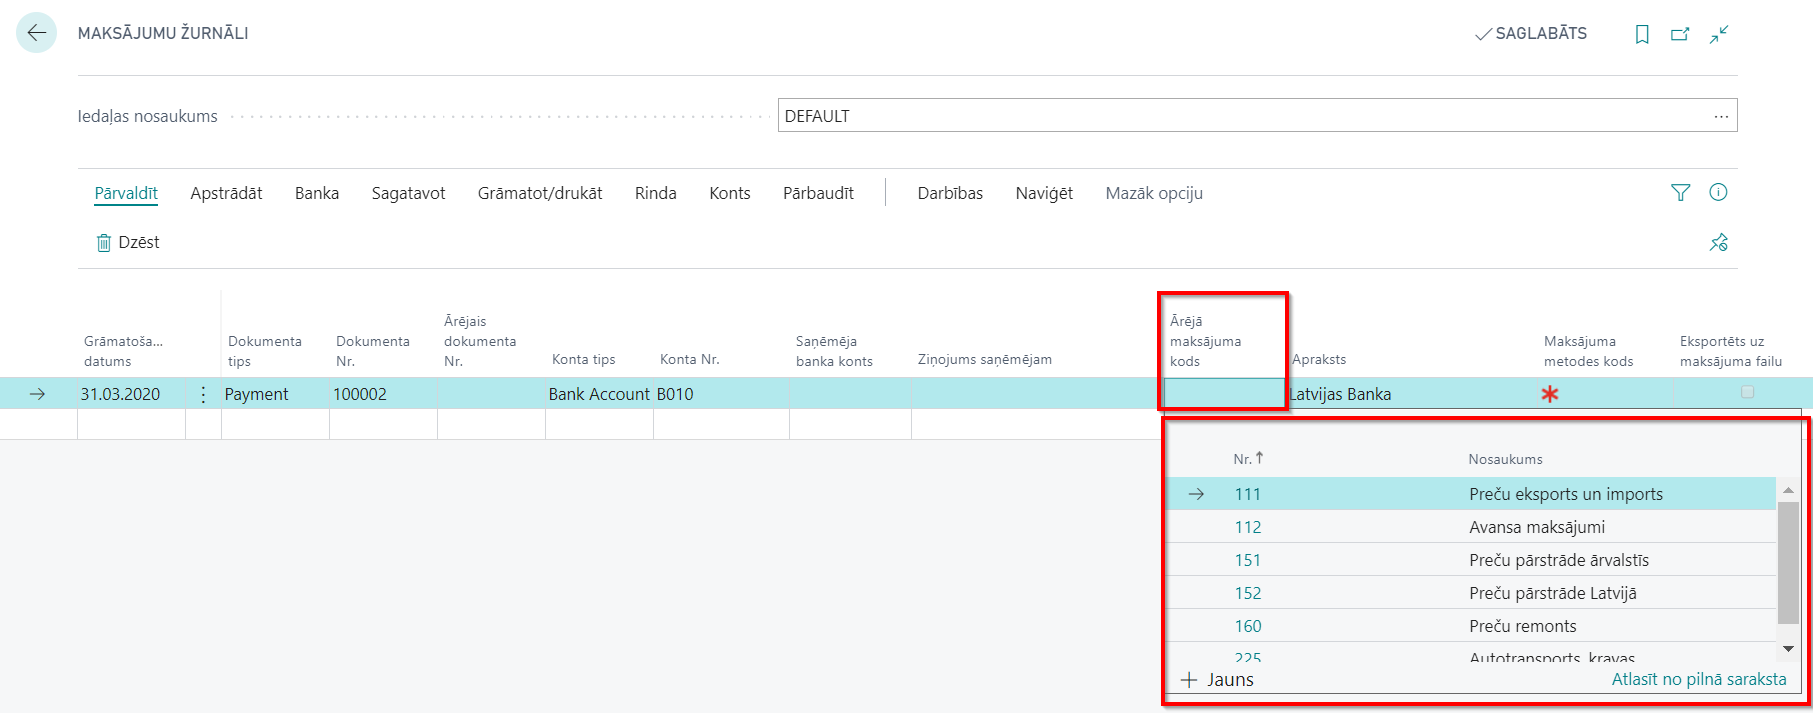 MAKSĀJUMU ŽURNĀLI
SAGLABĀTS
Iedaļas nosaukums
DEFAULT
Pārvaldīt Apstrādāt Banka Sagatavot Grāmatot/drukāt Rinda Konts Pārbaudīt Darbības Naviģēt Mazāk opciju
Dzēst
Grāmatoša... datums
Dokumenta tips
Dokumenta Nr.
Ārējais dokumenta Nr.
Konta tips
Konta Nr.
Saņēmēja banka konts
Ziņojums saņēmējam
Ārējā maksājuma kods
Apraksts
Maksājuma metodes kods
Eksportēts uz maksājuma failu
31.03.2020 Payment 100002 Bank Account B010 Latvijas Banka
Nr. Nosaukums
111 Preču eksports un imports
112 Avansa maksājumi
151 Preču pārstrāde ārvalstīs
152 Preču pārstrāde Latvijā
160 Preču remonts
225 Autotransports, kravas
Jauns Atlasīt no pilnā saraksta